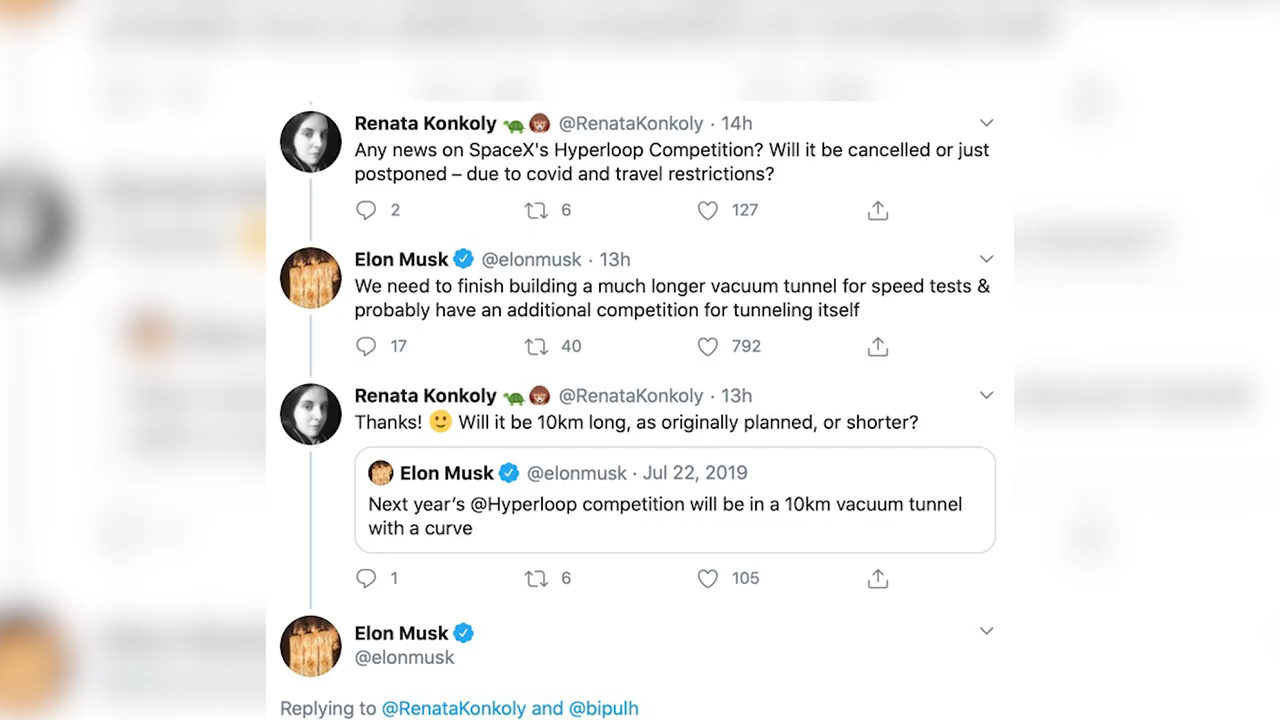 Renata Konkoly 🐢 @RenataKonkoly · 14h
Any news on SpaceX's Hyperloop Competition? Will it be cancelled or just
postponed – due to covid and travel restrictions?
2 6 127
Elon Musk @elonmusk · 13h
We need to finish building a much longer vacuum tunnel for speed tests &
probably have an additional competition for tunneling itself
17 40 792
Renata Konkoly 🐢 @RenataKonkoly · 13h
Thanks! 🙂 Will it be 10km long, as originally planned, or shorter?
Elon Musk @elonmusk · Jul 22, 2019
Next year’s @Hyperloop competition will be in a 10km vacuum tunnel
with a curve
1 6 105
Elon Musk
@elonmusk
Replying to @RenataKonkoly and @bipulh